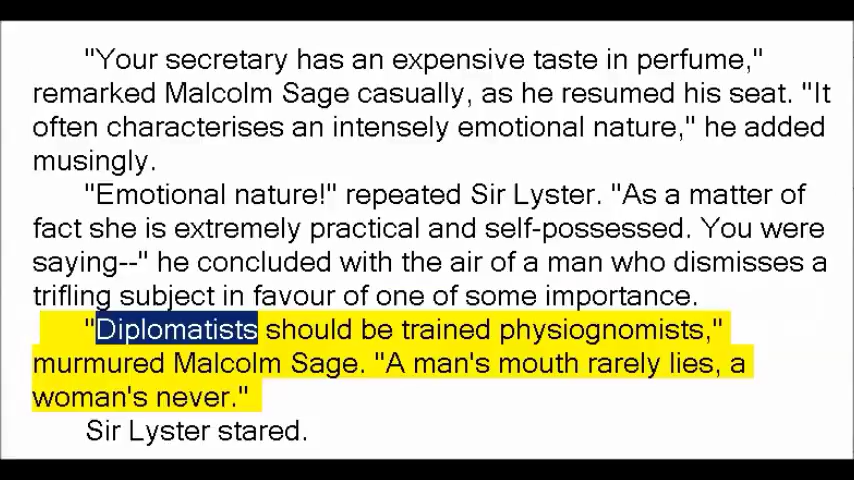 "Your secretary has an expensive taste in perfume,"
remarked Malcolm Sage casually, as he resumed his seat. "It
often characterises an intensely emotional nature," he added
musingly.
"Emotional nature!" repeated Sir Lyster. "As a matter of
fact she is extremely practical and self-possessed. You were
saying--" he concluded with the air of a man who dismisses a
trifling subject in favour of one of some importance.
"Diplomatists should be trained physiognomists,"
murmured Malcolm Sage. "A man's mouth rarely lies, a
woman's never."
Sir Lyster stared.